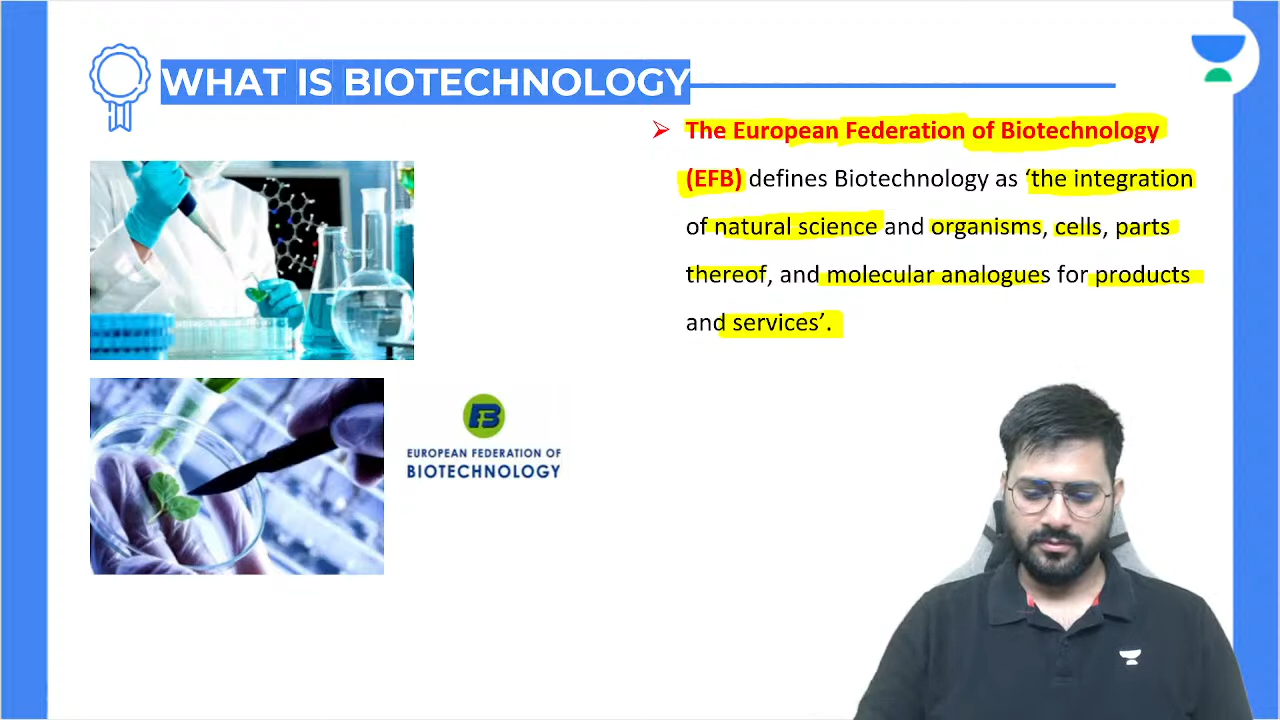 WHAT IS BIOTECHNOLOGY
The European Federation of Biotechnology
(EFB) defines Biotechnology as ‘the integration
of natural science and organisms, cells, parts
thereof, and molecular analogues for products
and services’.
EUROPEAN FEDERATION OF
BIOTECHNOLOGY